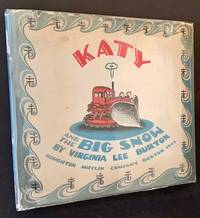 KATY
AND THE
BIG SNOW
BY VIRGINIA LEE
BURTON
HOUGHTON MIFFLIN COMPANY BOSTON